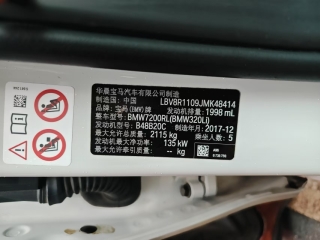 华晨宝马汽车有限公司制造
制造国: 中国 LBV8R1109JMK48414
品牌: 宝马(BMW)牌 发动机排量: 1998 mL
整车型号: BMW7200RL(BMW320Li)
发动机型号: B48B20C 制造年月: 2017-12
最大允许总质量: 2115 kg 乘坐人数: 5
发动机最大净功率: 135 kW
最大允许牵引质量: -- kg